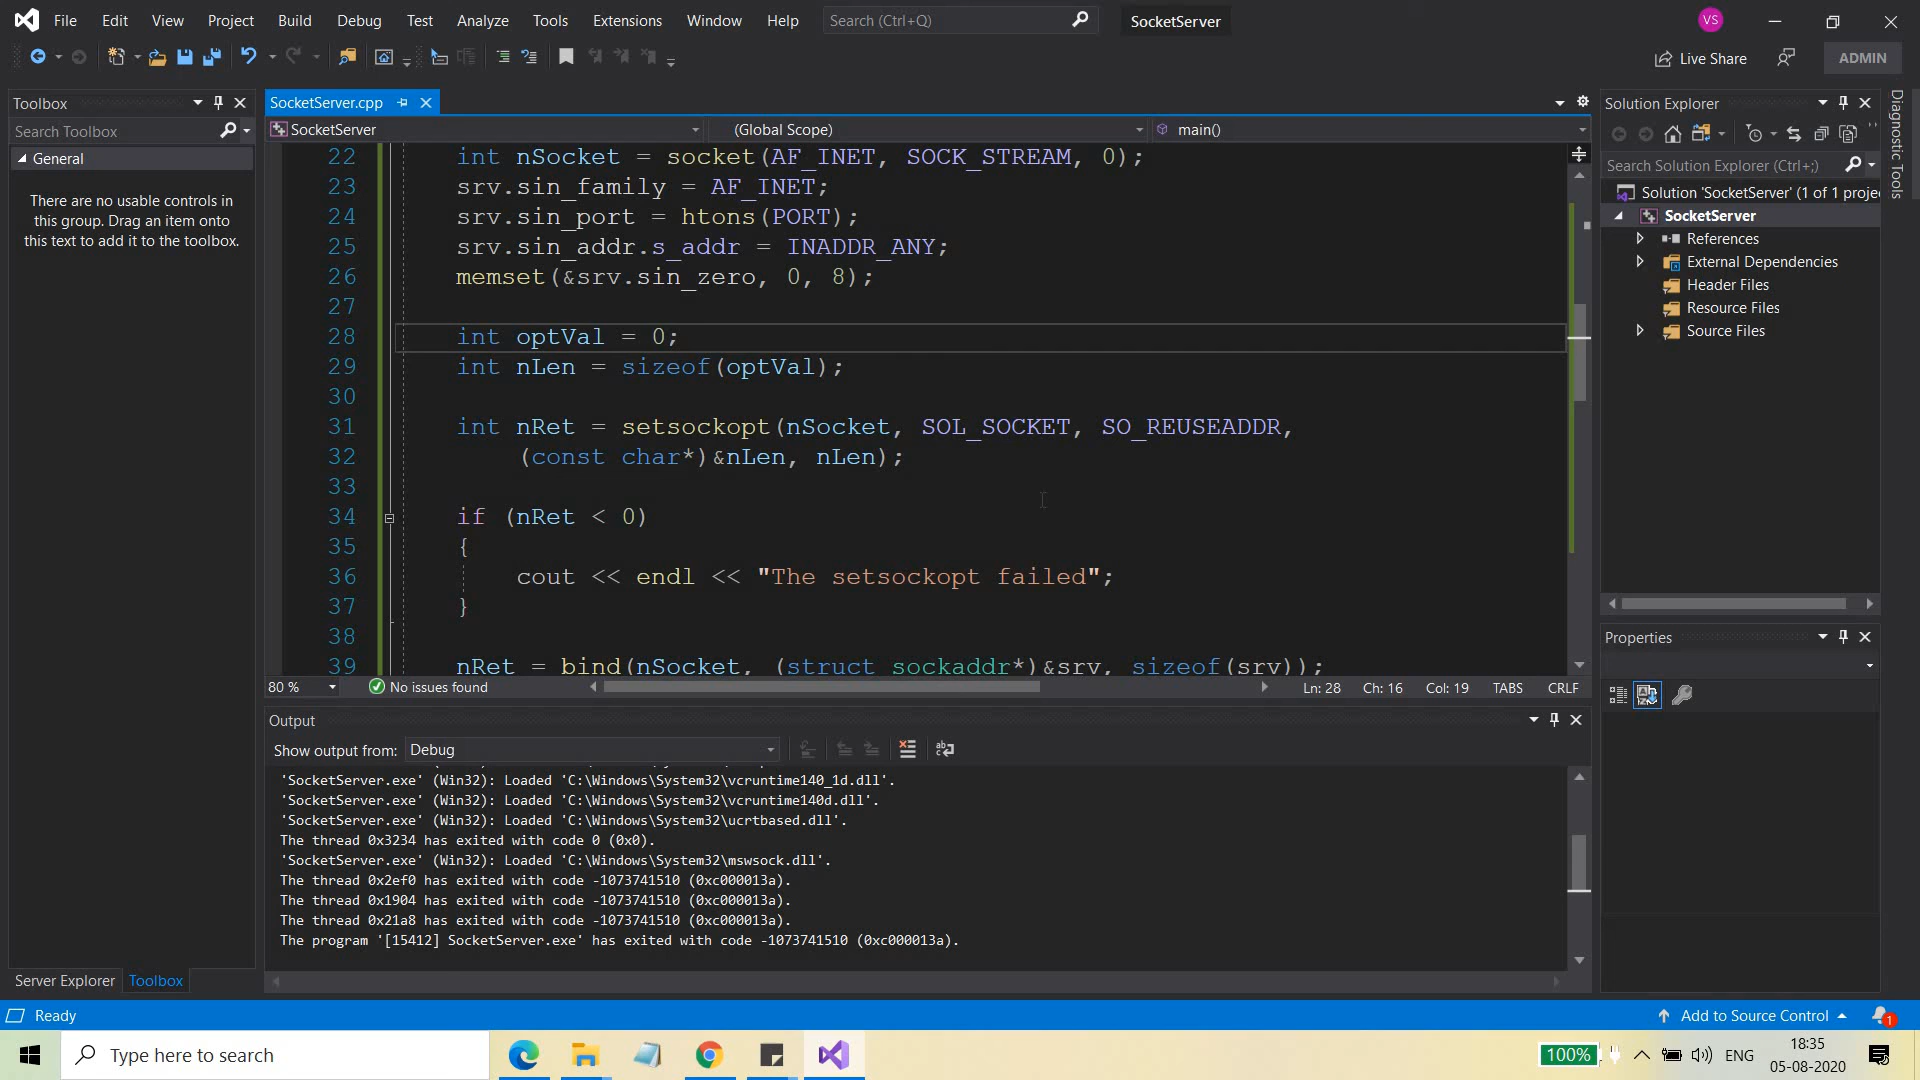 File Edit View Project Build Debug Test Analyze Tools Extensions Window Help Search (Ctrl+Q) SocketServer VS
Live Share ADMIN
Toolbox
Search Toolbox
General
There are no usable controls in
this group. Drag an item onto
this text to add it to the toolbox.
Server Explorer Toolbox
SocketServer.cpp
SocketServer (Global Scope) main()
22 int nSocket = socket(AF_INET, SOCK_STREAM, 0);
23 srv.sin_family = AF_INET;
24 srv.sin_port = htons(PORT);
25 srv.sin_addr.s_addr = INADDR_ANY;
26 memset(&srv.sin_zero, 0, 8);
27
28 int optVal = 0;
29 int nLen = sizeof(optVal);
30
31 int nRet = setsockopt(nSocket, SOL_SOCKET, SO_REUSEADDR,
32 (const char*)&nLen, nLen);
33
34 if (nRet < 0)
35 {
36 cout << endl << "The setsockopt failed";
37 }
38
39 nRet = bind(nSocket, (struct sockaddr*)&srv, sizeof(srv));
80 % No issues found Ln: 28 Ch: 16 Col: 19 TABS CRLF
Output
Show output from: Debug
'SocketServer.exe' (Win32): Loaded 'C:\Windows\System32\vcruntime140_1d.dll'.
'SocketServer.exe' (Win32): Loaded 'C:\Windows\System32\vcruntime140d.dll'.
'SocketServer.exe' (Win32): Loaded 'C:\Windows\System32\ucrtbased.dll'.
The thread 0x3234 has exited with code 0 (0x0).
'SocketServer.exe' (Win32): Loaded 'C:\Windows\System32\mswsock.dll'.
The thread 0x2ef0 has exited with code -1073741510 (0xc000013a).
The thread 0x1904 has exited with code -1073741510 (0xc000013a).
The thread 0x21a8 has exited with code -1073741510 (0xc000013a).
The program '[15412] SocketServer.exe' has exited with code -1073741510 (0xc000013a).
Solution Explorer
Search Solution Explorer (Ctrl+;)
Solution 'SocketServer' (1 of 1 proje
SocketServer
References
External Dependencies
Header Files
Resource Files
Source Files
Properties
Diagnostic Tools
Ready Add to Source Control 1
Type here to search 100% ENG 18:35
05-08-2020